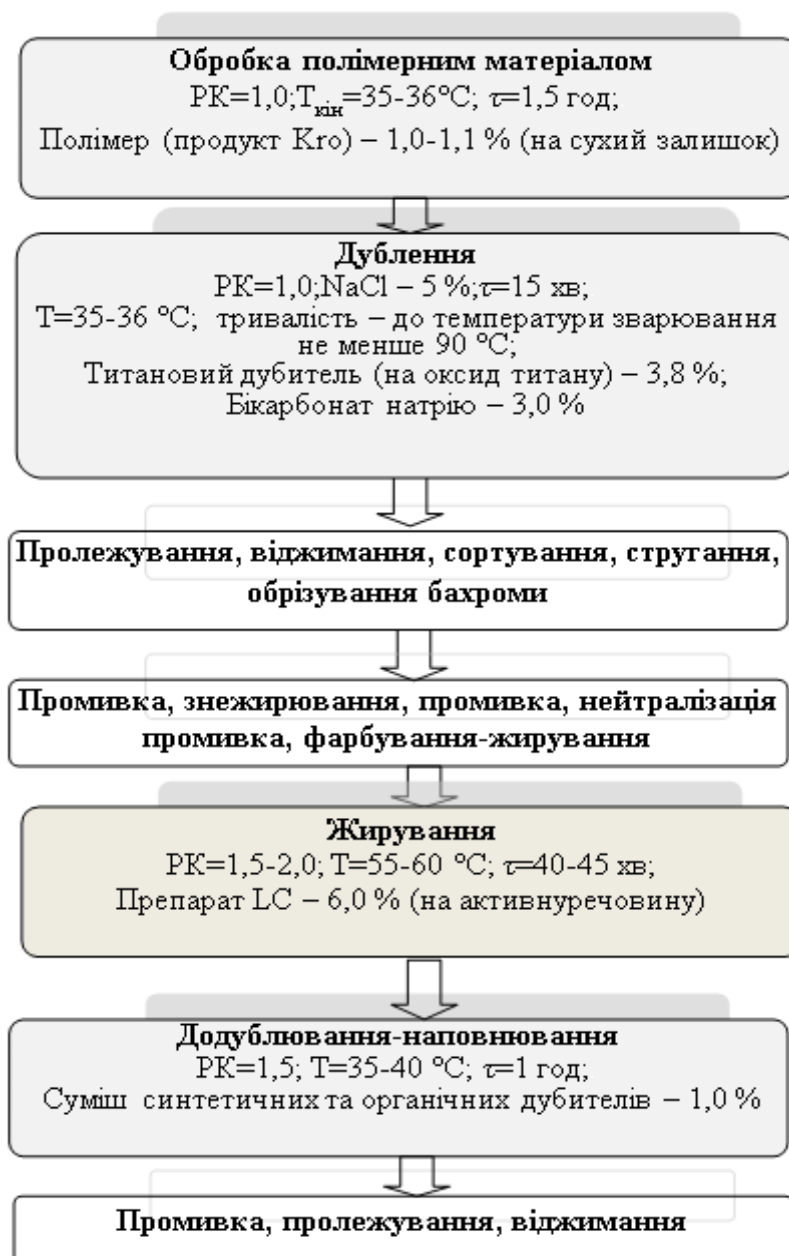 Обробка полімерним матеріалом
РК=1,0;Tкін=35-36°C; τ=1,5 год;
Полімер (продукт Kro) – 1,0-1,1 % (на сухий залишок)
Дублення
РК=1,0;NaCl – 5 %;τ=15 хв;
T=35-36 °C; тривалість – до температури зварювання
не менше 90 °C;
Титановий дубитель (на оксид титану) – 3,8 %;
Бікарбонат натрію – 3,0 %
Пролежування, віджимання, сортування, стругання,
обрізування бахроми
Промивка, знежирювання, промивка, нейтралізація
промивка, фарбування-жирування
Жирування
РК=1,5-2,0; T=55-60 °C; τ=40-45 хв;
Препарат LC – 6,0 % (на активнуречовину)
Додублювання-наповнювання
РК=1,5; T=35-40 °C; τ=1 год;
Суміш синтетичних та органічних дубителів – 1,0 %
Промивка, пролежування, віджимання